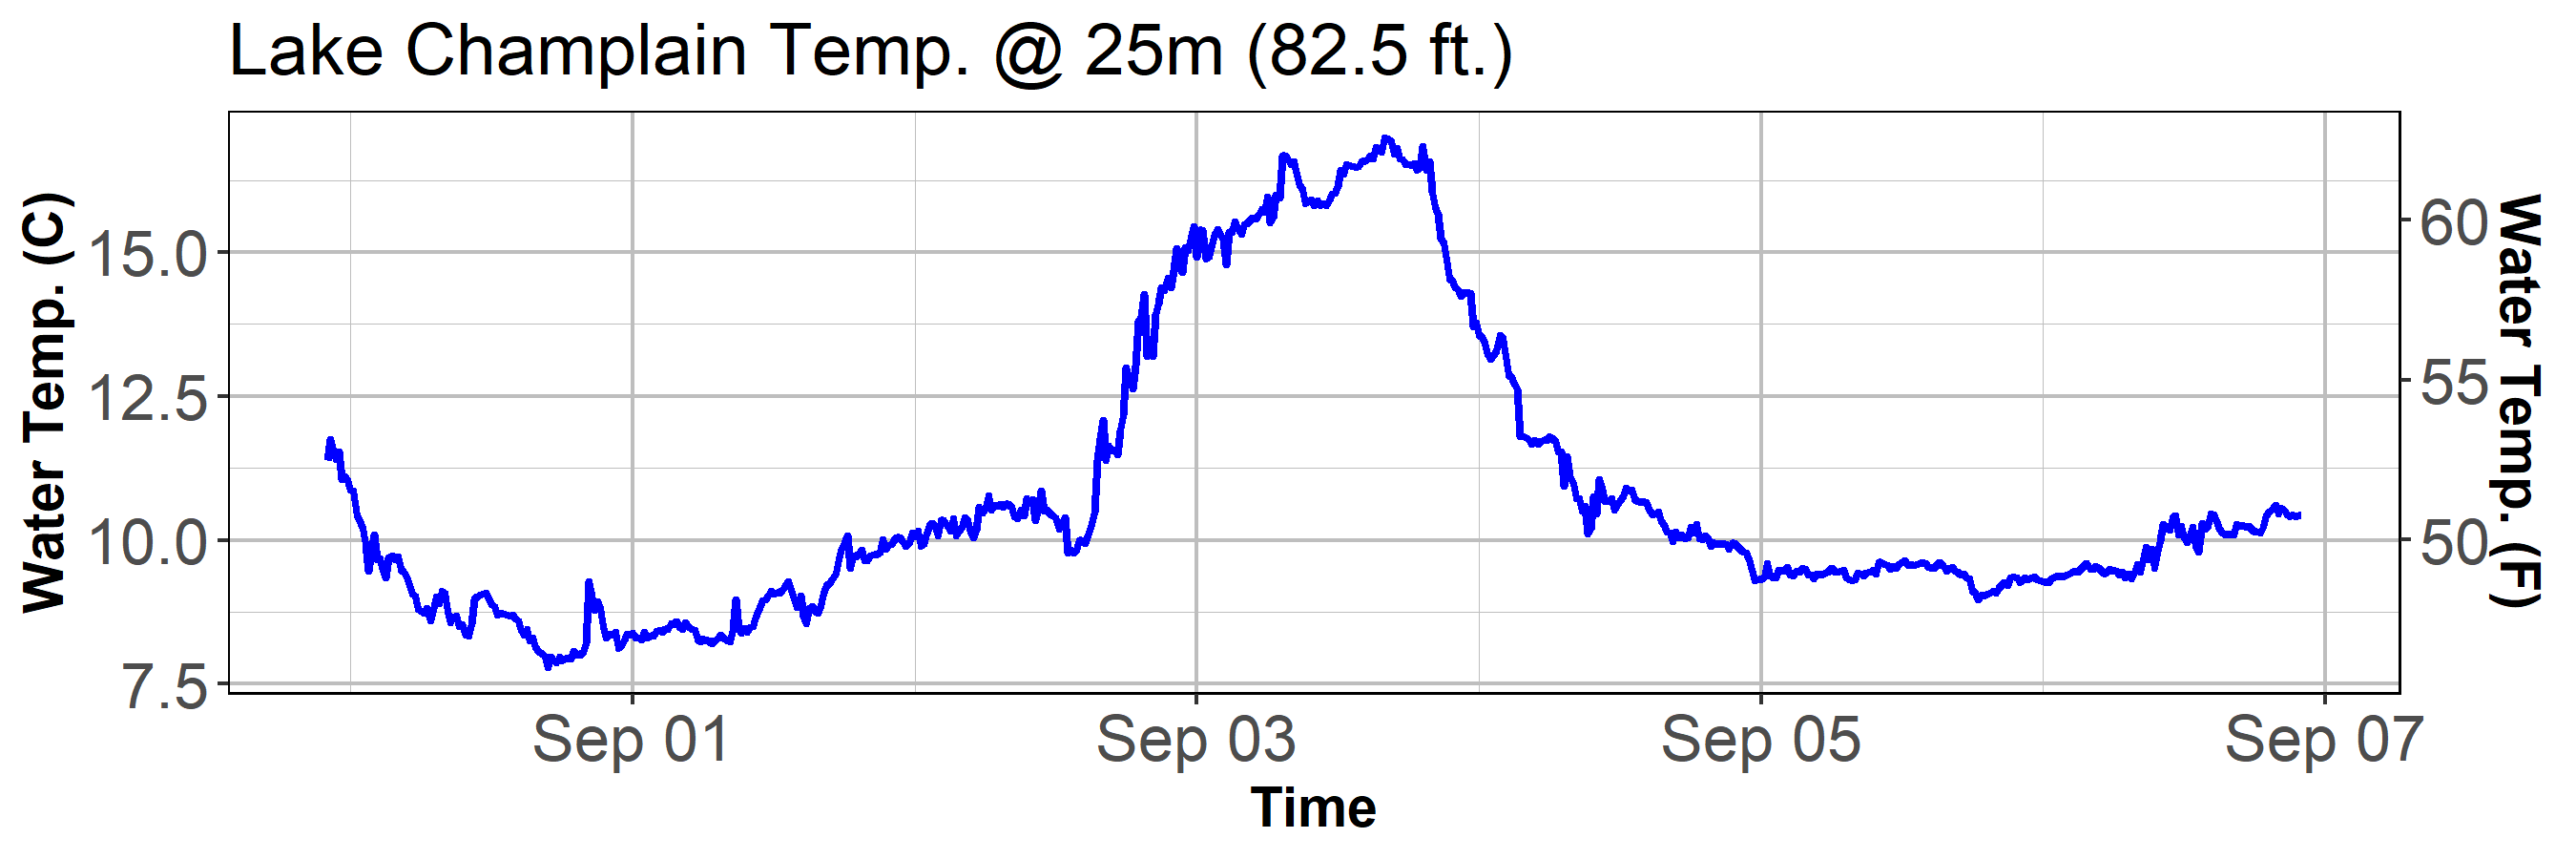 Lake Champlain Temp. @ 25m (82.5 ft.)
Water Temp. (C)
15.0
12.5
10.0
7.5
60
55
50
Water Temp. (F)
Sep 01 Sep 03 Sep 05 Sep 07
Time